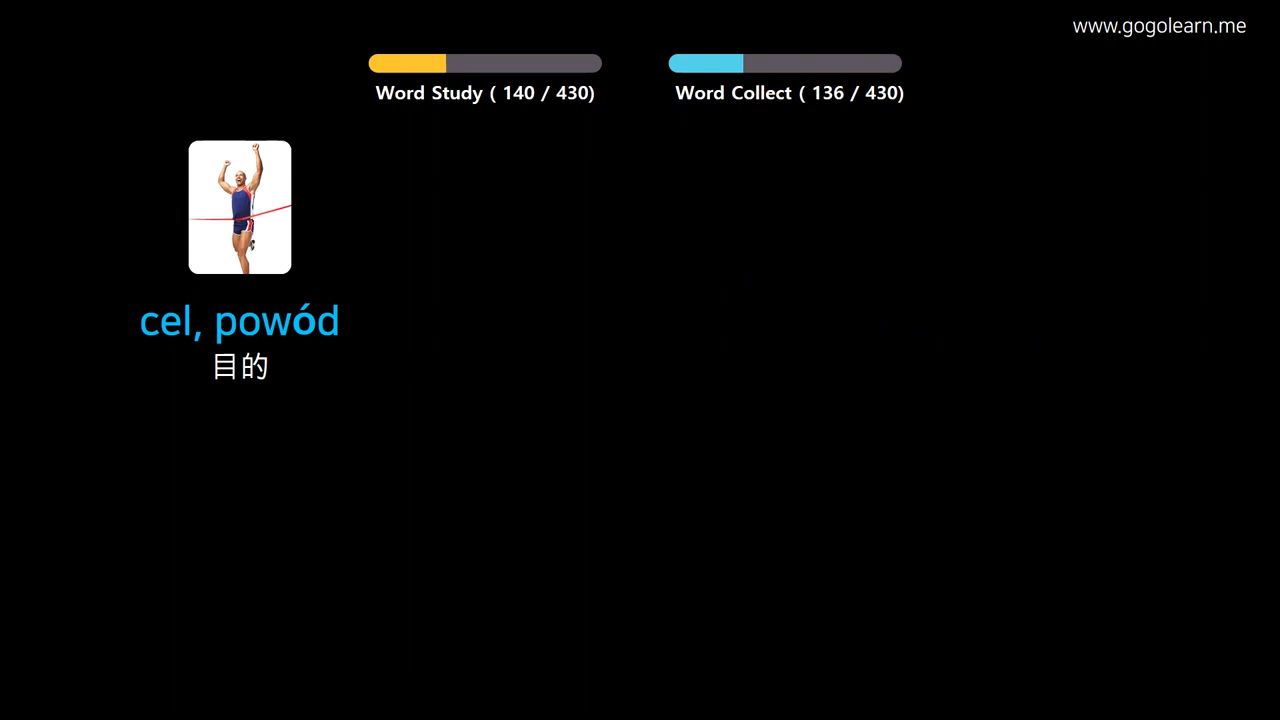 www.gogolearn.me
Word Study ( 140 / 430)
Word Collect ( 136 / 430)
cel, powód
目的